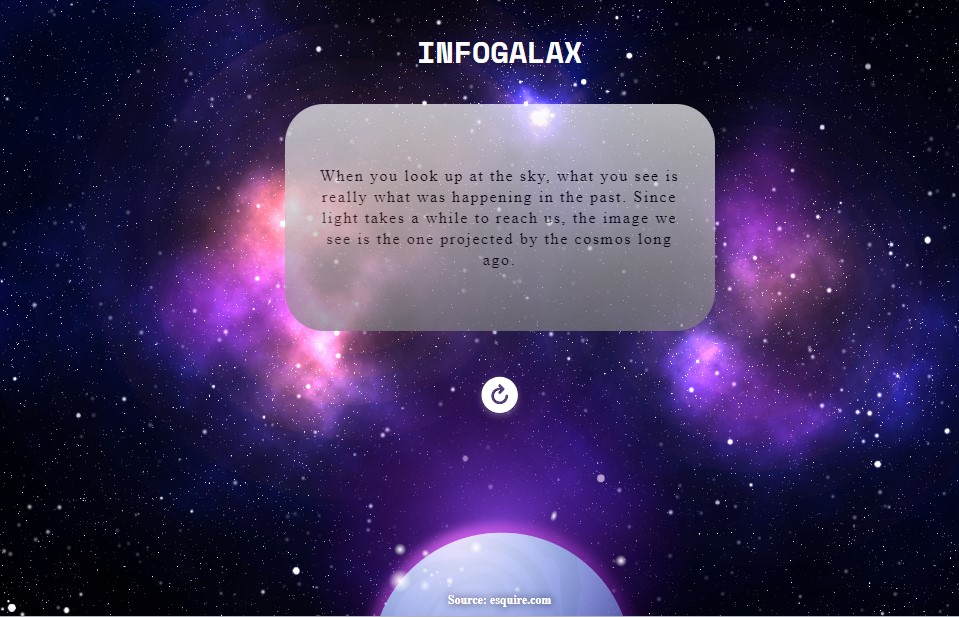 INFOGALAX
When you look up at the sky, what you see is
really what was happening in the past. Since
light takes a while to reach us, the image we
see is the one projected by the cosmos long
ago.
Source: esquire.com